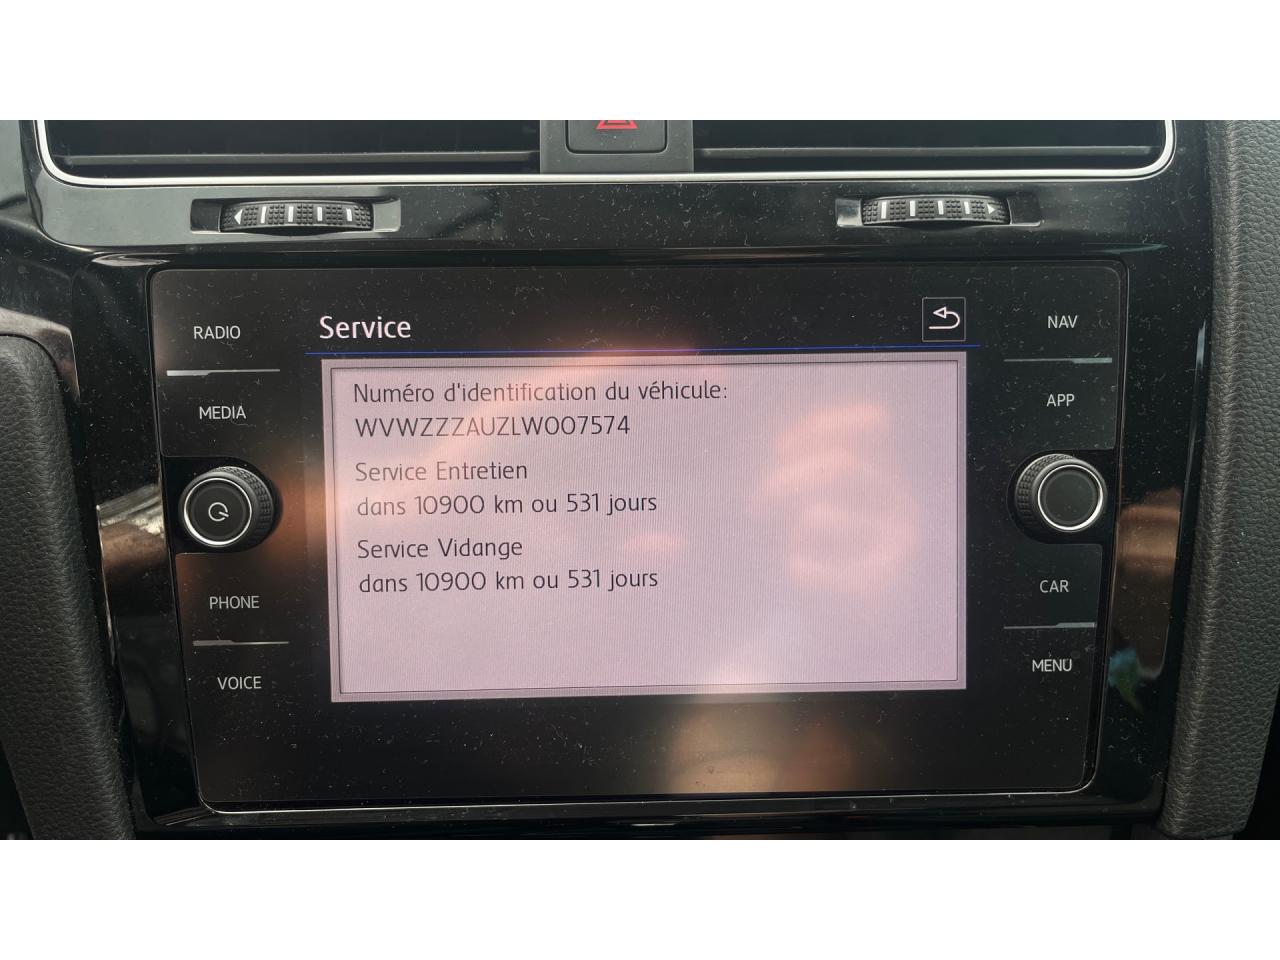 RADIO
MEDIA
PHONE
VOICE
Service
Numéro d'identification du véhicule:
WVWZZZAUZLW007574
Service Entretien
dans 10900 km ou 531 jours
Service Vidange
dans 10900 km ou 531 jours
NAV
APP
CAR
MENU